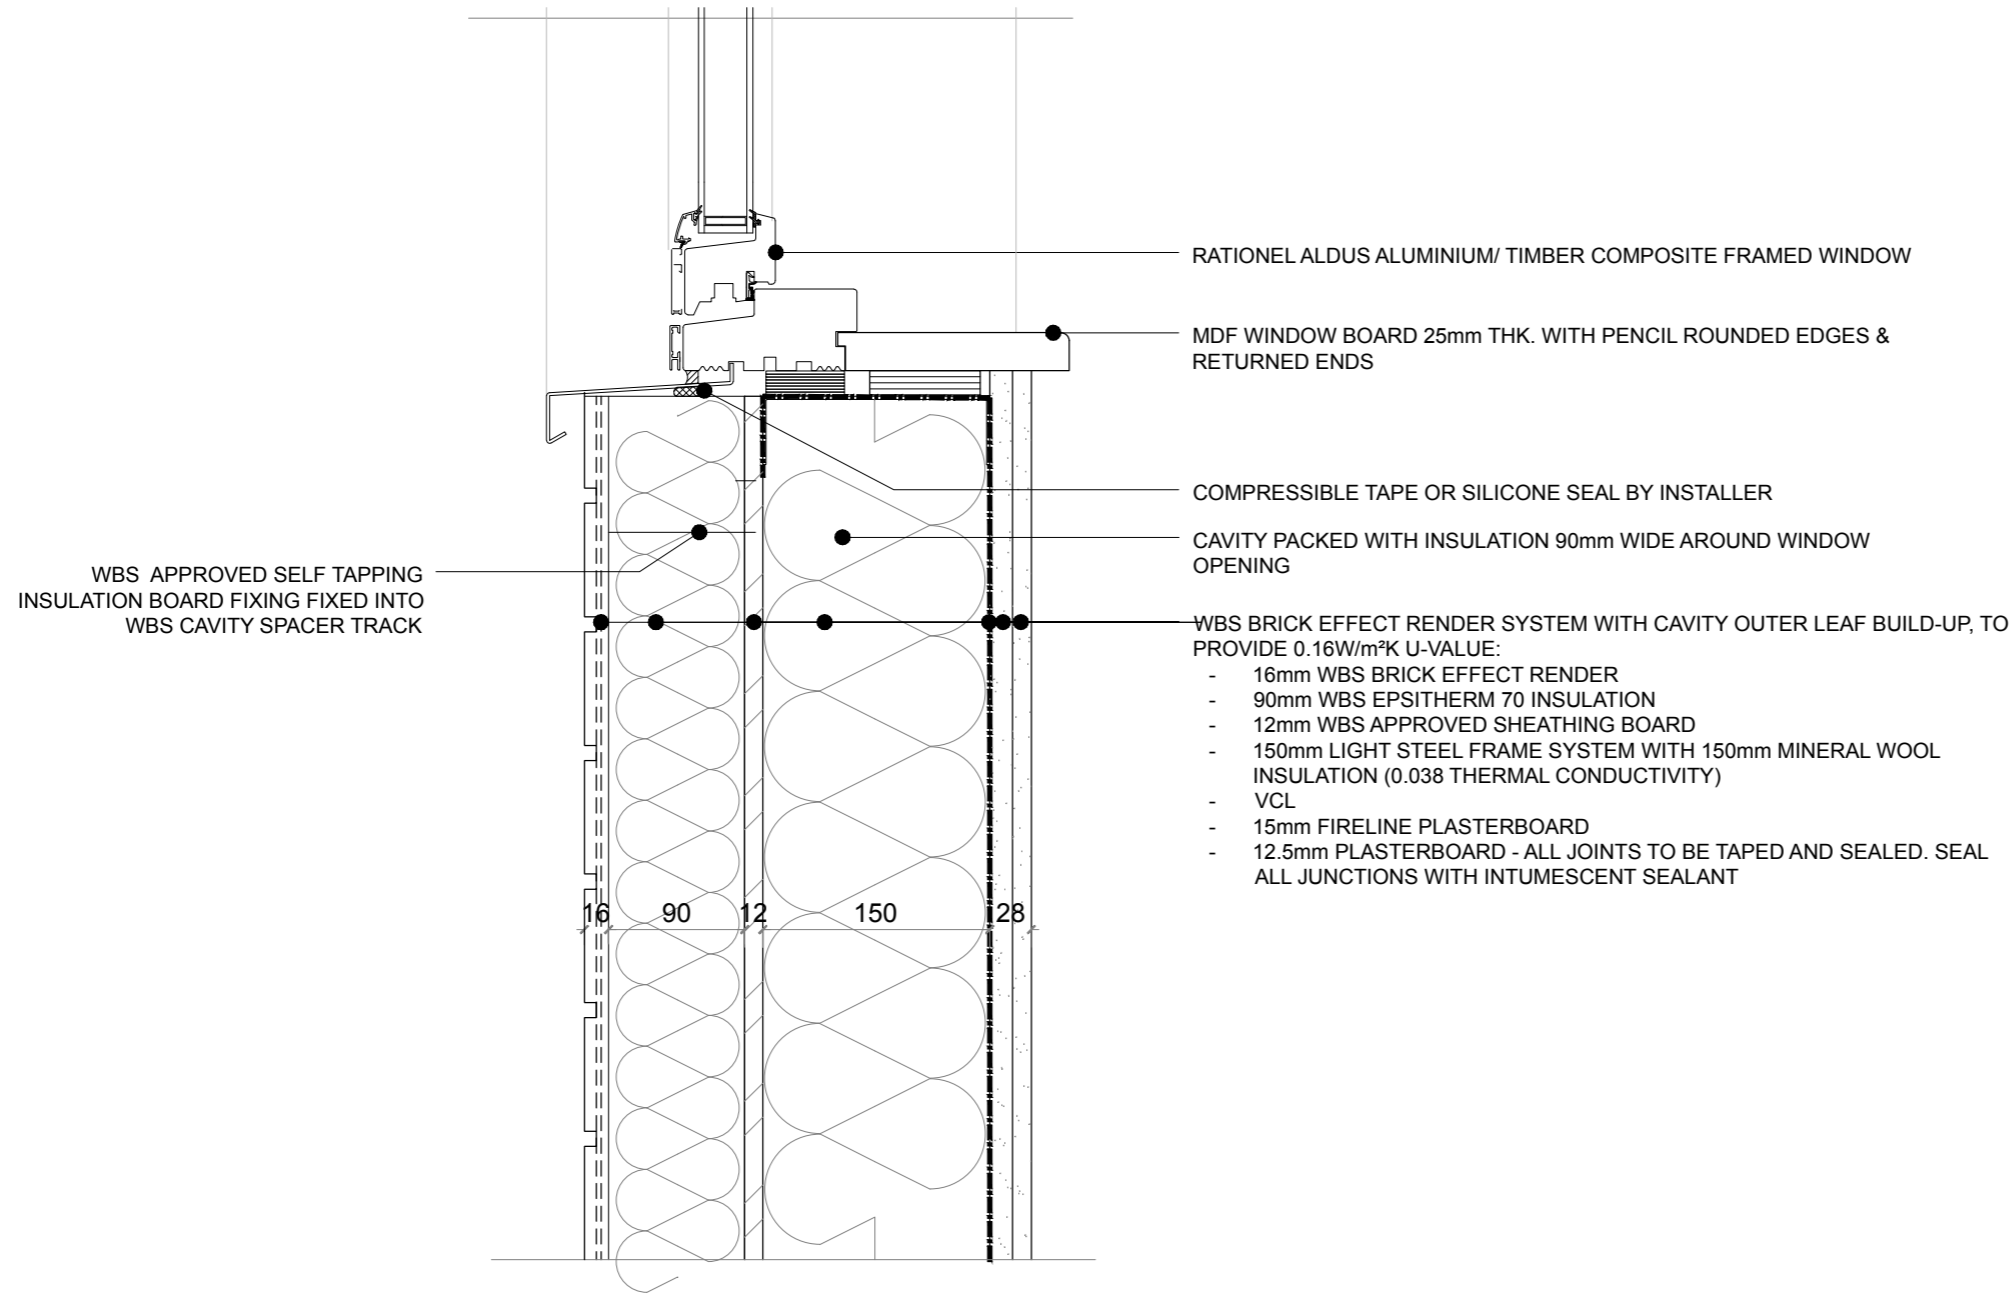 RATIONEL ALDUS ALUMINIUM/ TIMBER COMPOSITE FRAMED WINDOW
MDF WINDOW BOARD 25mm THK. WITH PENCIL ROUNDED EDGES &
RETURNED ENDS
COMPRESSIBLE TAPE OR SILICONE SEAL BY INSTALLER
CAVITY PACKED WITH INSULATION 90mm WIDE AROUND WINDOW
OPENING
WBS APPROVED SELF TAPPING
INSULATION BOARD FIXING FIXED INTO
WBS CAVITY SPACER TRACK
WBS BRICK EFFECT RENDER SYSTEM WITH CAVITY OUTER LEAF BUILD-UP, TO
PROVIDE 0.16W/m²K U-VALUE:
- 16mm WBS BRICK EFFECT RENDER
- 90mm WBS EPSITHERM 70 INSULATION
- 12mm WBS APPROVED SHEATHING BOARD
- 150mm LIGHT STEEL FRAME SYSTEM WITH 150mm MINERAL WOOL
INSULATION (0.038 THERMAL CONDUCTIVITY)
- VCL
- 15mm FIRELINE PLASTERBOARD
- 12.5mm PLASTERBOARD - ALL JOINTS TO BE TAPED AND SEALED. SEAL
ALL JUNCTIONS WITH INTUMESCENT SEALANT
16 90 12 150 28